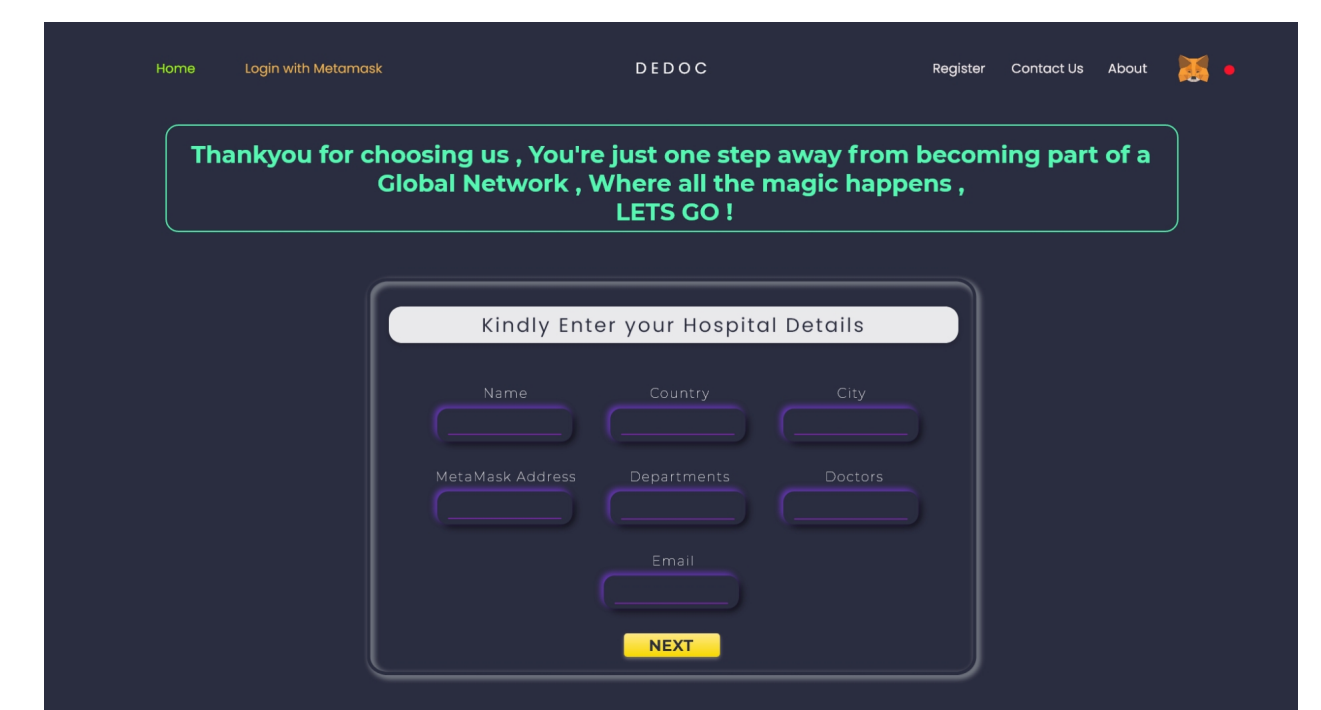 Home Login with Metamask DEDOC Register Contact Us About
Thankyou for choosing us , You're just one step away from becoming part of a
Global Network , Where all the magic happens ,
LETS GO !
Kindly Enter your Hospital Details
Name Country City
MetaMask Address Departments Doctors
Email
NEXT